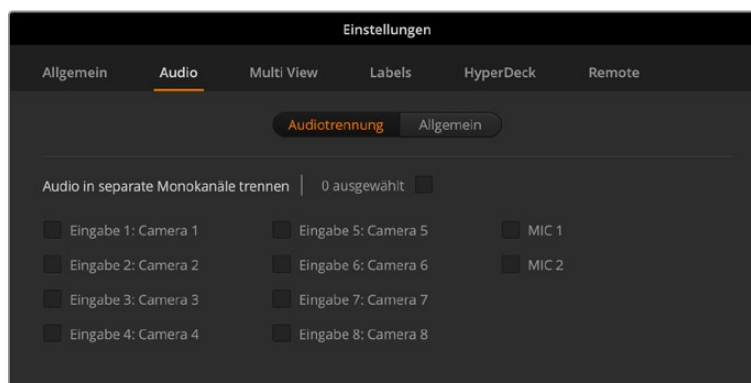 Einstellungen
Allgemein Audio Multi View Labels HyperDeck Remote
Audiotrennung Allgemein
Audio in separate Monokanäle trennen 0 ausgewählt
Eingabe 1: Camera 1 Eingabe 5: Camera 5 MIC 1
Eingabe 2: Camera 2 Eingabe 6: Camera 6 MIC 2
Eingabe 3: Camera 3 Eingabe 7: Camera 7
Eingabe 4: Camera 4 Eingabe 8: Camera 8